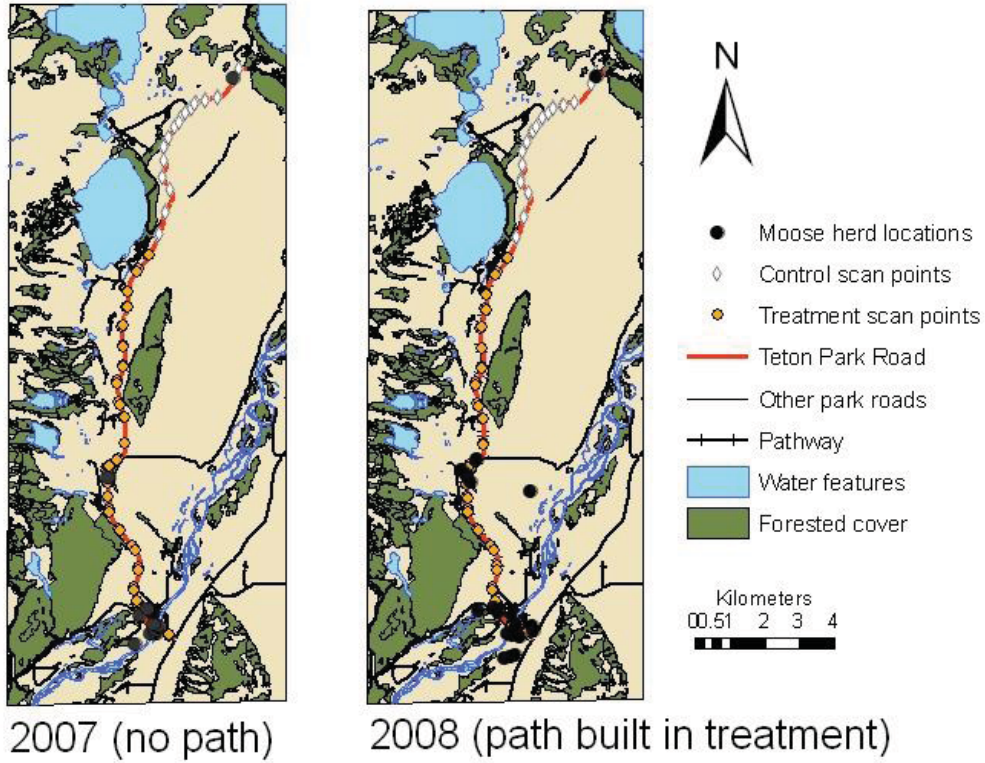 N
Moose herd locations
Control scan points
Treatment scan points
Teton Park Road
Other park roads
Pathway
Water features
Forested cover
Kilometers
00.51 2 3 4
2007 (no path)
2008 (path built in treatment)